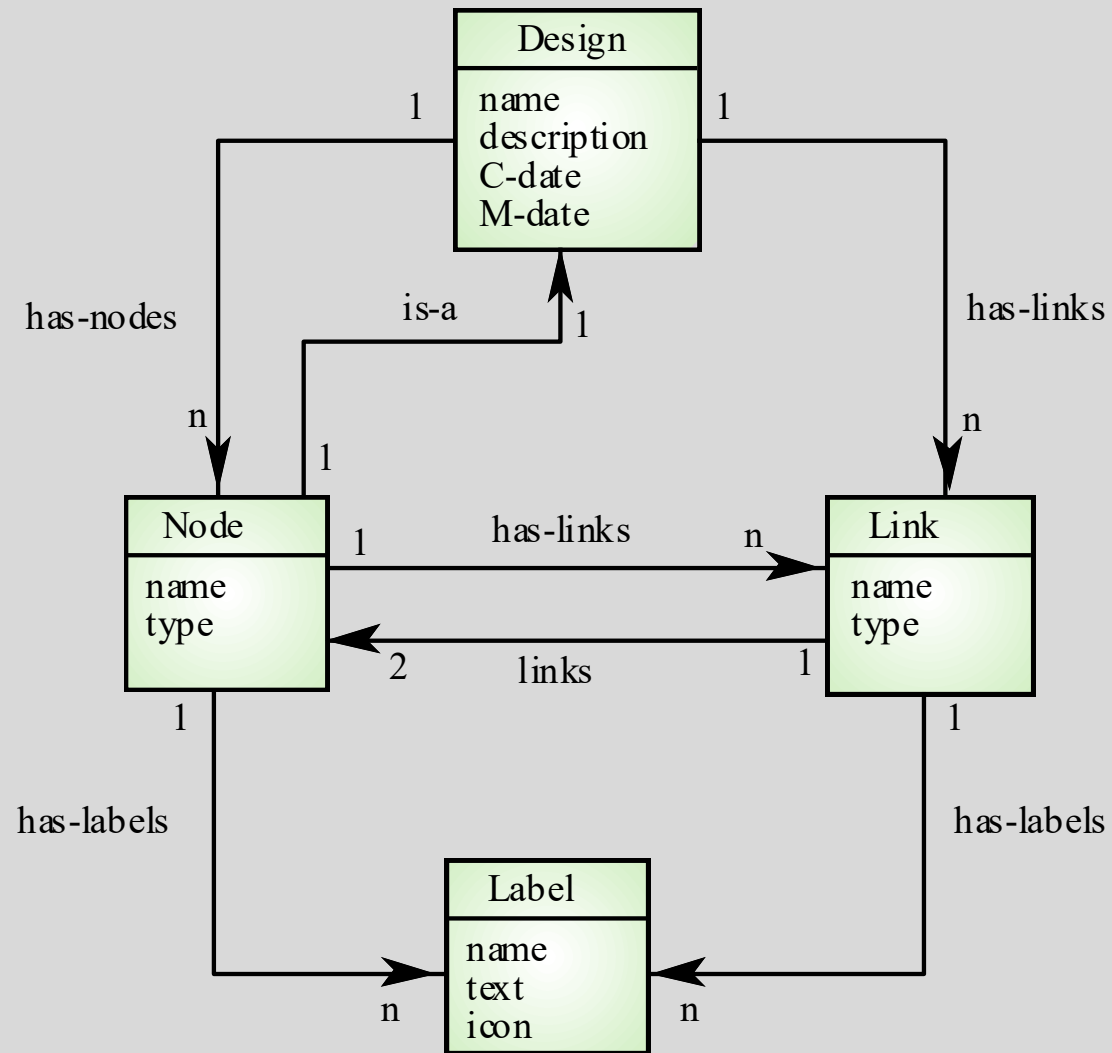 Design
1
name
1
description
C-date
M-date
has-nodes
is-a
1
has-links
n
n
1
Node
1
has-links
n
Link
name
type
name
type
2
links
1
1
1
has-labels
has-labels
Label
name
text
icon
n
n